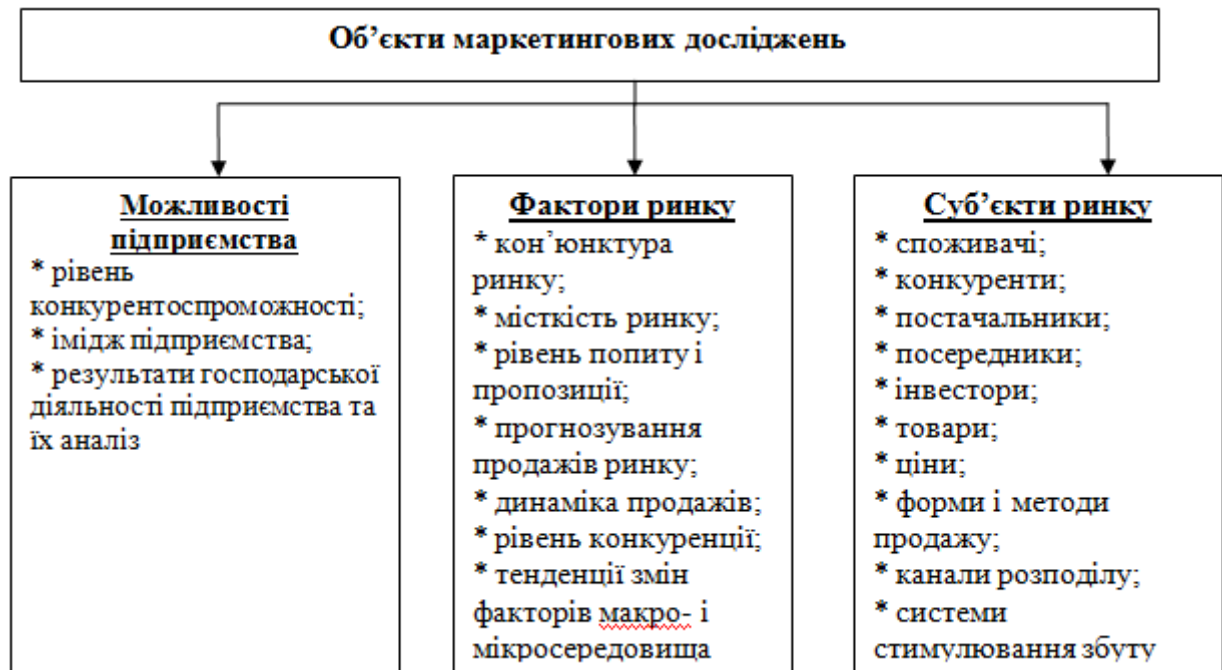 Об’єкти маркетингових досліджень
Можливості
підприємства
* рівень
конкурентоспроможності;
* імідж підприємства;
* результати господарської
діяльності підприємства та
їх аналіз
Фактори ринку
* кон’юнктура
ринку;
* місткість ринку;
* рівень попиту і
пропозиції;
* прогнозування
продажів ринку;
* динаміка продажів;
* рівень конкуренції;
* тенденції змін
факторів макро- і
мікросередовища
Суб’єкти ринку
* споживачі;
* конкуренти;
* постачальники;
* посередники;
* інвестори;
* товари;
* ціни;
* форми і методи
продажу;
* канали розподілу;
* системи
стимулювання збуту